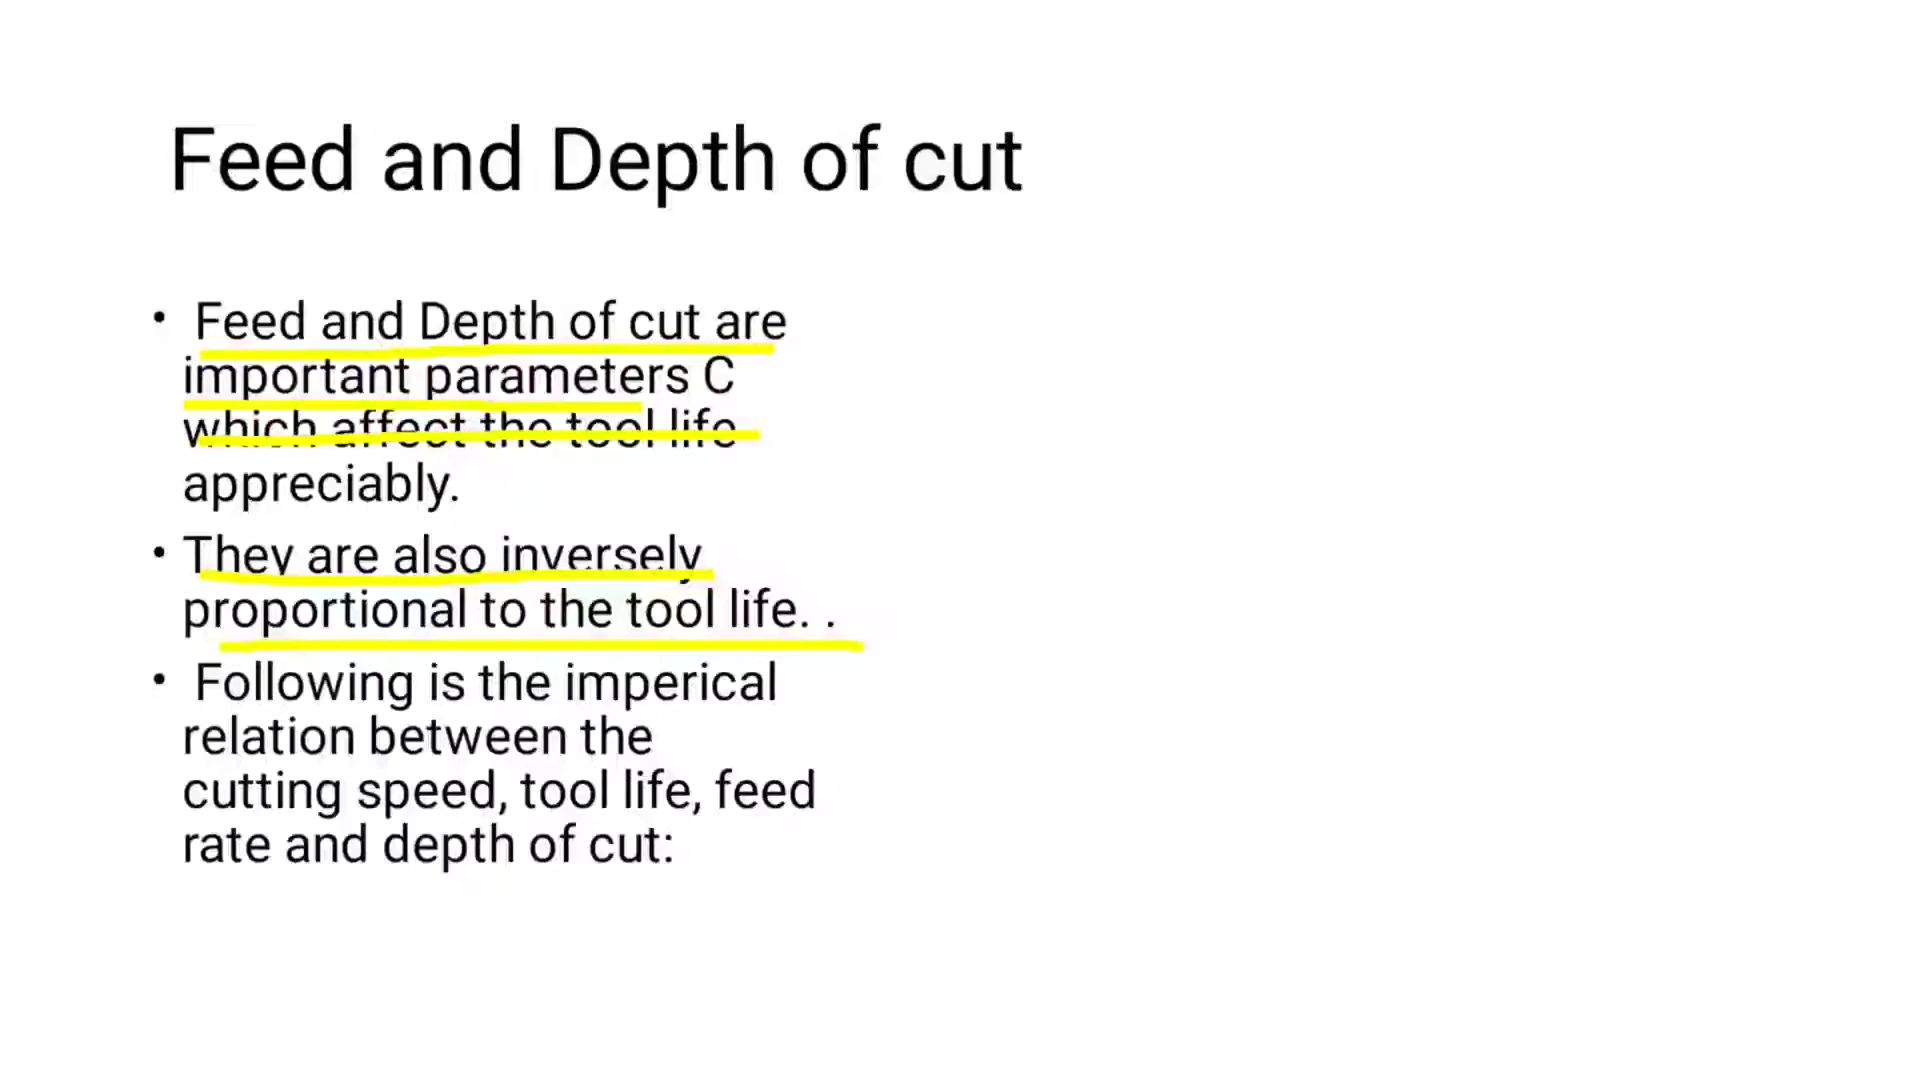 Feed and Depth of cut
• Feed and Depth of cut are
important parameters C
which affect the tool life
appreciably.
• They are also inversely
proportional to the tool life. .
• Following is the imperical
relation between the
cutting speed, tool life, feed
rate and depth of cut: